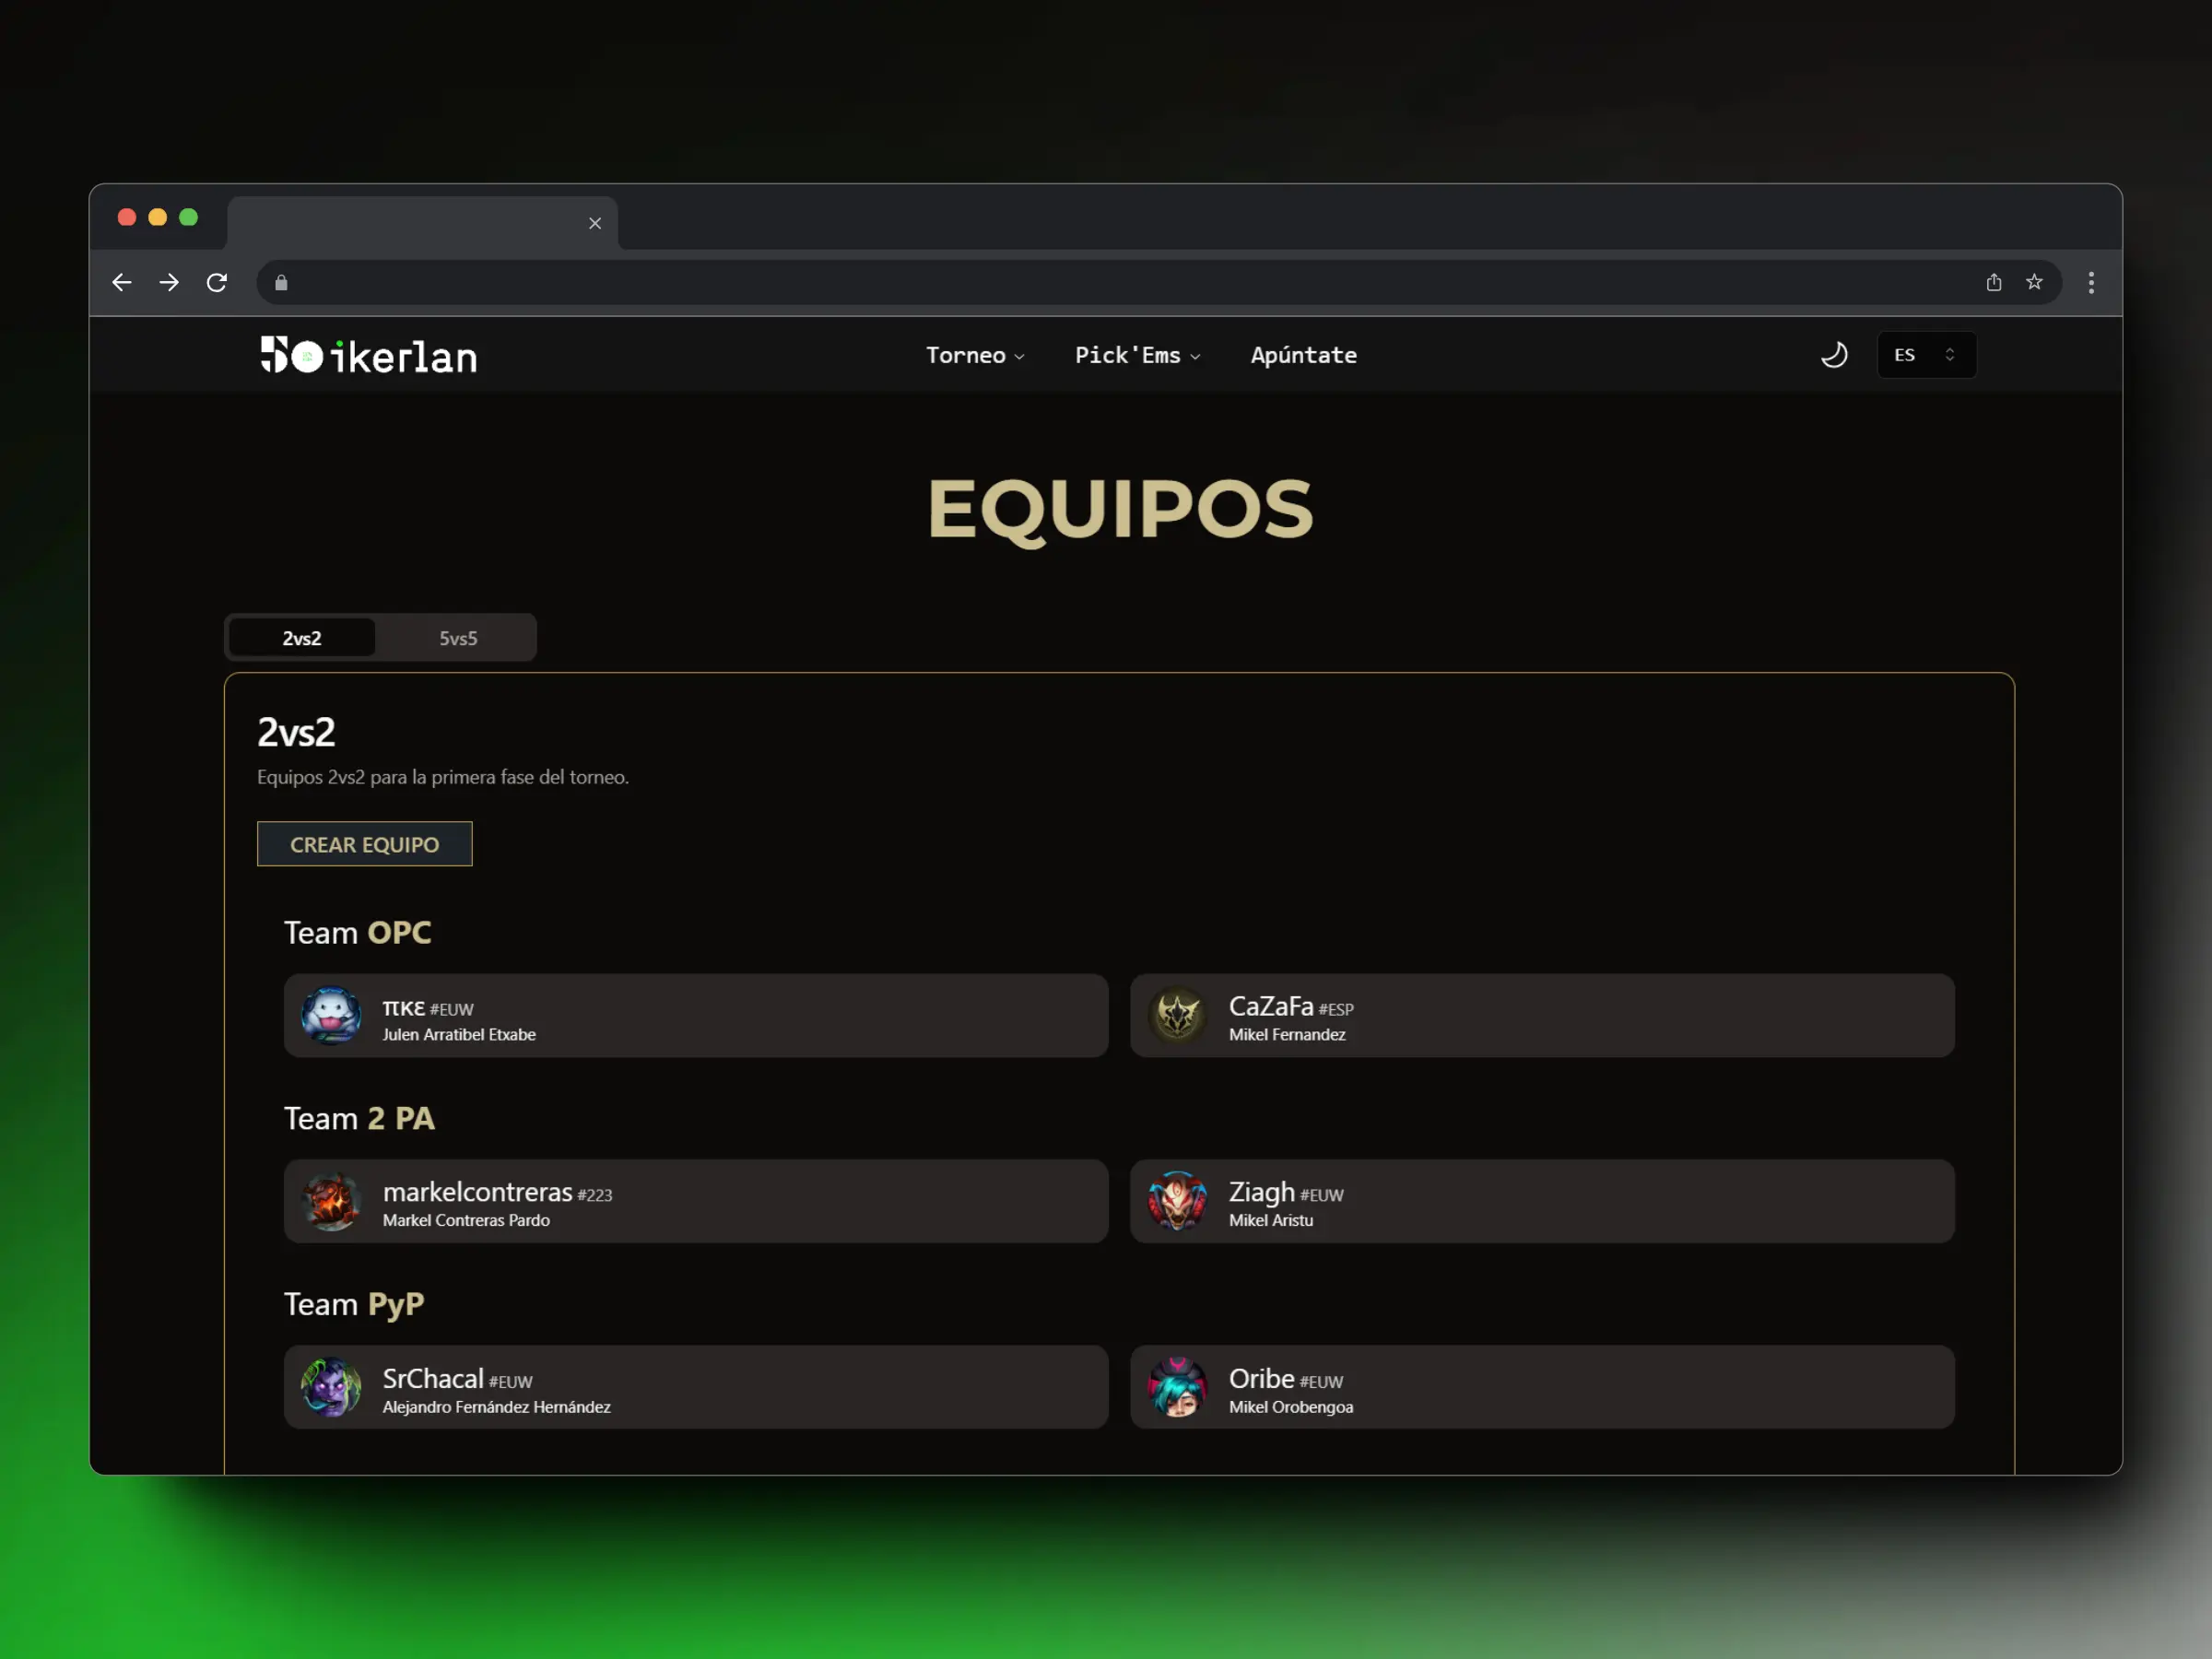 50 ikerlan
Torneo Pick'Ems Apúntate
ES
EQUIPOS
2vs2 5vs5
2vs2
Equipos 2vs2 para la primera fase del torneo.
CREAR EQUIPO
Team OPC
πκε #EUW
Julen Arratibel Etxabe
CaZaFa #ESP
Mikel Fernandez
Team 2 PA
markelcontreras #223
Markel Contreras Pardo
Ziagh #EUW
Mikel Aristu
Team PyP
SrChacal #EUW
Alejandro Fernández Hernández
Oribe #EUW
Mikel Orobengoa